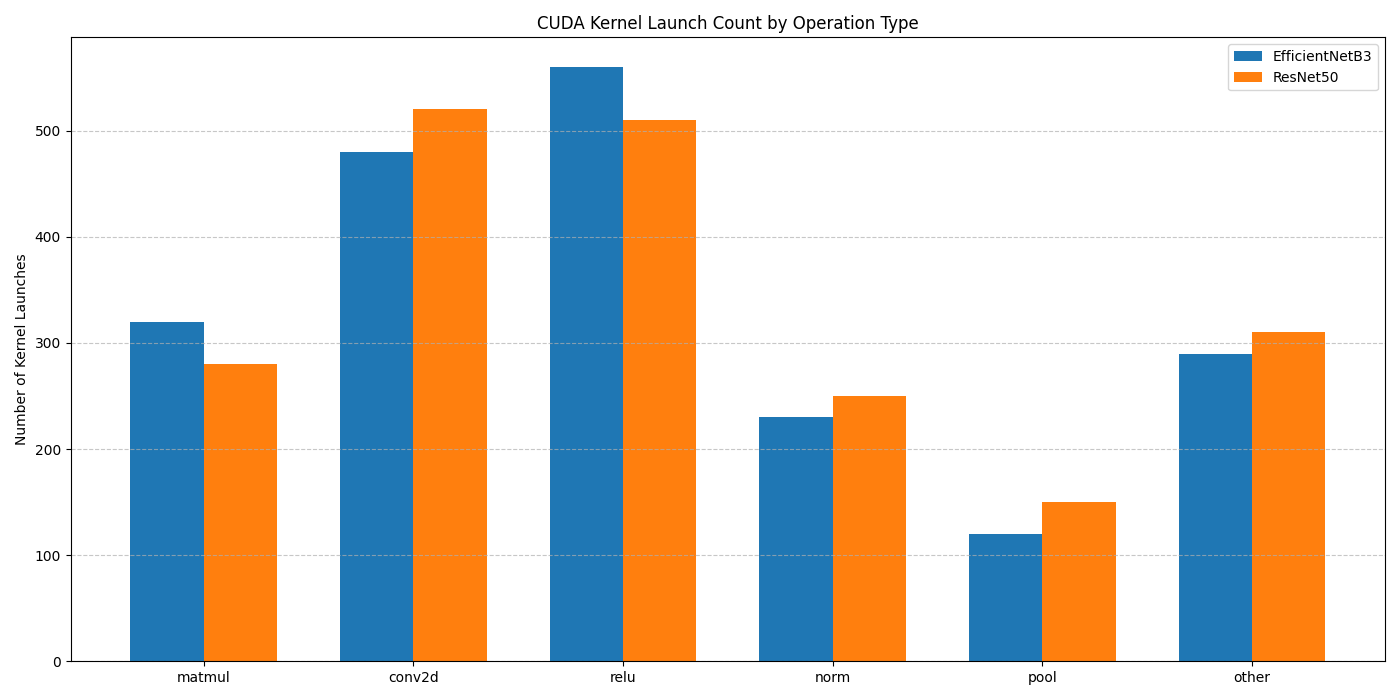 CUDA Kernel Launch Count by Operation Type
EfficientNetB3
ResNet50
Number of Kernel Launches
500
400
300
200
100
0
matmul conv2d relu norm pool other